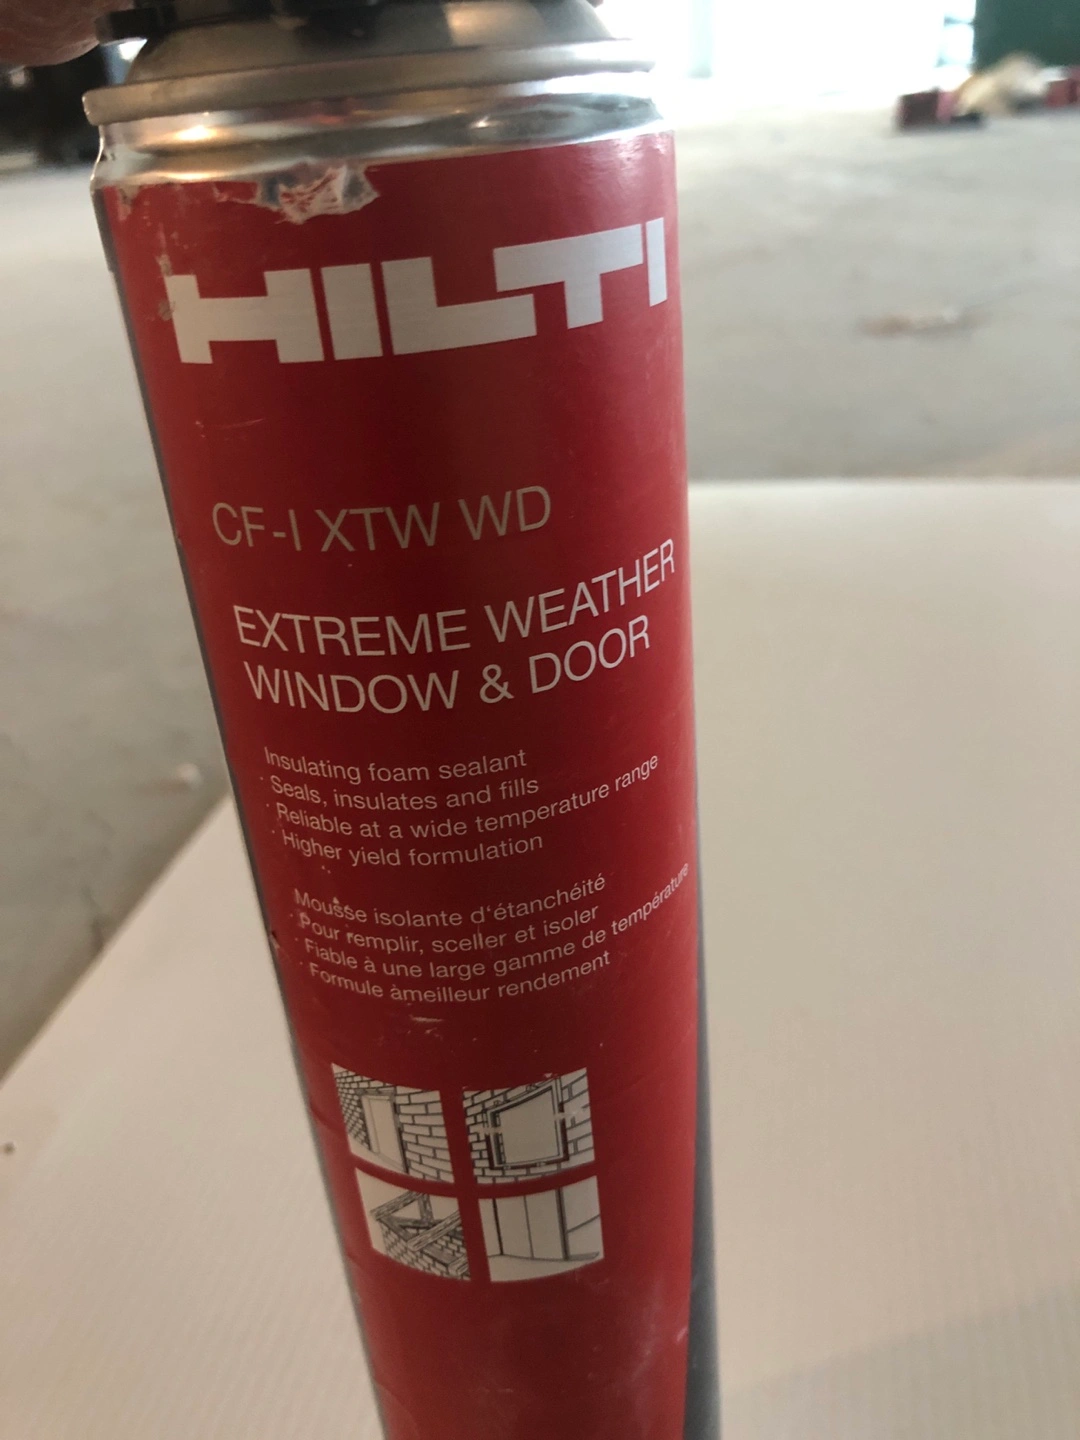 HILTI
CF-I XTW WD
EXTREME WEATHER
WINDOW & DOOR
Insulating foam sealant
· Seals, insulates and fills
· Reliable at a wide temperature range
· Higher yield formulation
Mousse isolante d‘étanchéité
· Pour remplir, sceller et isoler
· Fiable à une large gamme de température
· Formule àmeilleur rendement